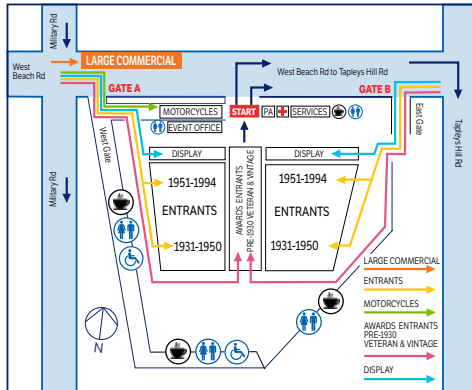 Military Rd
LARGE COMMERCIAL
West
Beach Rd
West Beach Rd to Tapleys Hill Rd
GATE A
GATE B
MOTORCYCLES
START
PA
SERVICES
EVENT OFFICE
West Gate
East Gate
Tapleys Hill Rd
DISPLAY
DISPLAY
1951-1994
ENTRANTS
1931-1950
AWARDS ENTRANTS
PRE-1930 VETERAN & VINTAGE
1951-1994
ENTRANTS
1931-1950
Military Rd
N
LARGE COMMERCIAL
ENTRANTS
MOTORCYCLES
AWARDS ENTRANTS
PRE-1930
VETERAN & VINTAGE
DISPLAY